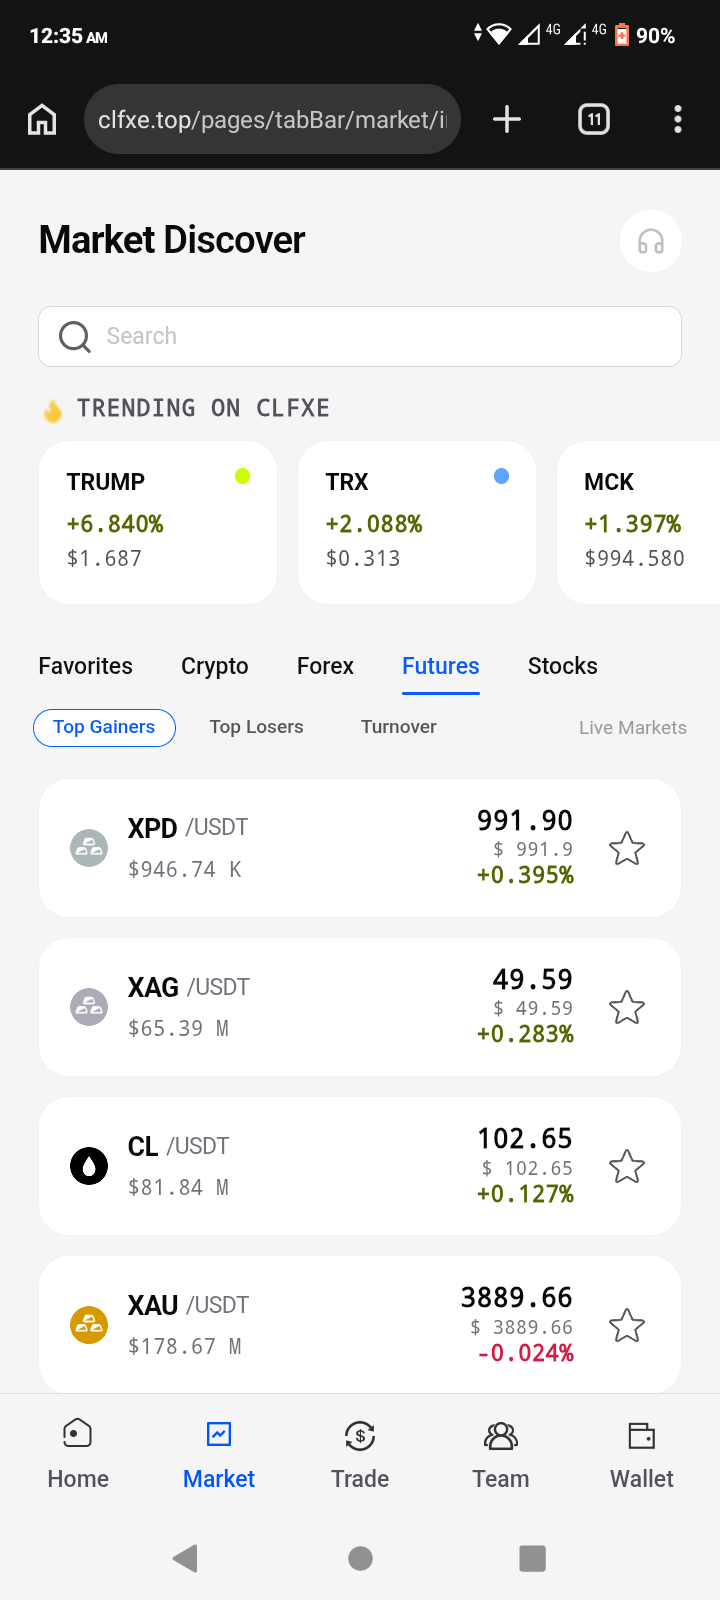 12:35 AM
4G 4G 90%
clfxe.top/pages/tabBar/market/i
11
Market Discover
Search
TRENDING ON CLFXE
TRUMP
+6.840%
$1.687
TRX
+2.088%
$0.313
MCK
+1.397%
$994.580
Favorites Crypto Forex Futures Stocks
Top Gainers Top Losers Turnover Live Markets
XPD /USDT
$946.74 K
991.90
$ 991.9
+0.395%
XAG /USDT
$65.39 M
49.59
$ 49.59
+0.283%
CL /USDT
$81.84 M
102.65
$ 102.65
+0.127%
XAU /USDT
$178.67 M
3889.66
$ 3889.66
-0.024%
Home Market Trade Team Wallet